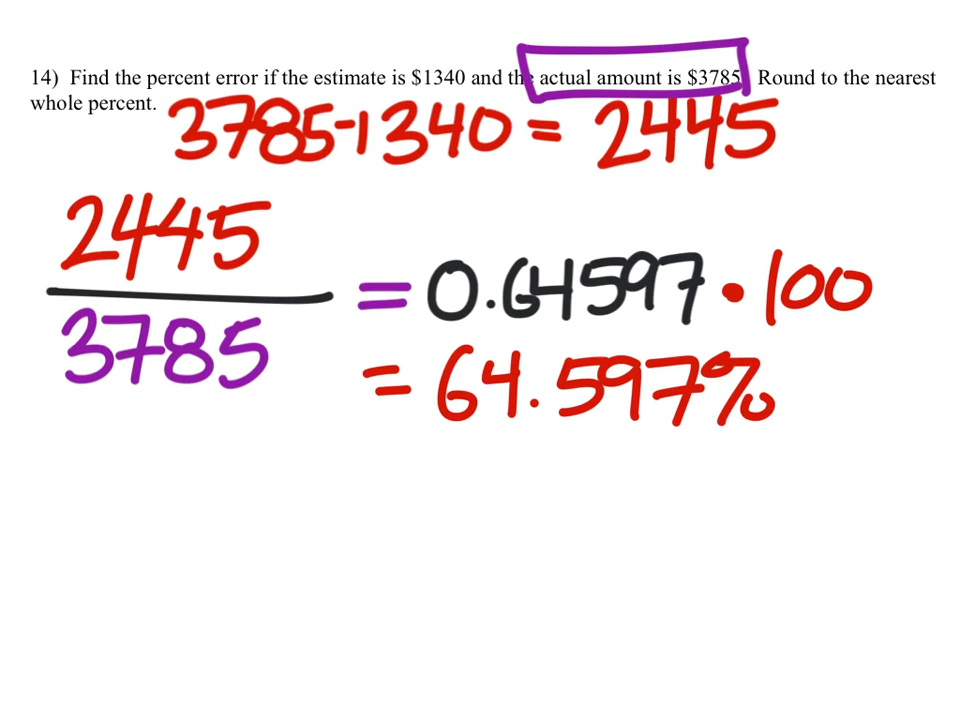 14) Find the percent error if the estimate is $1340 and the actual amount is $3785. Round to the nearest
whole percent.
3785-1340 = 2445
2445
3785
= 0.64597 • 100
= 64.597%